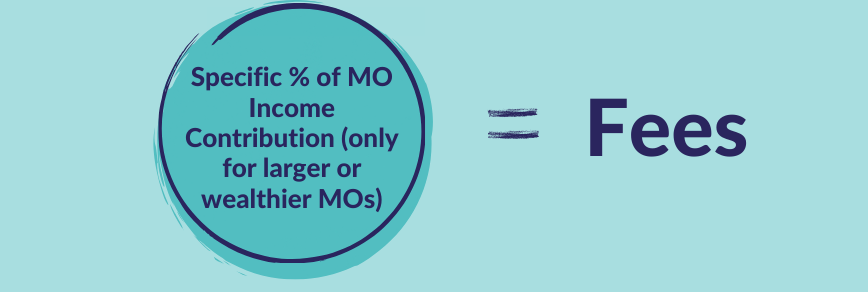 Specific % of MO
Income
Contribution (only
for larger or
wealthier MOs)
= Fees